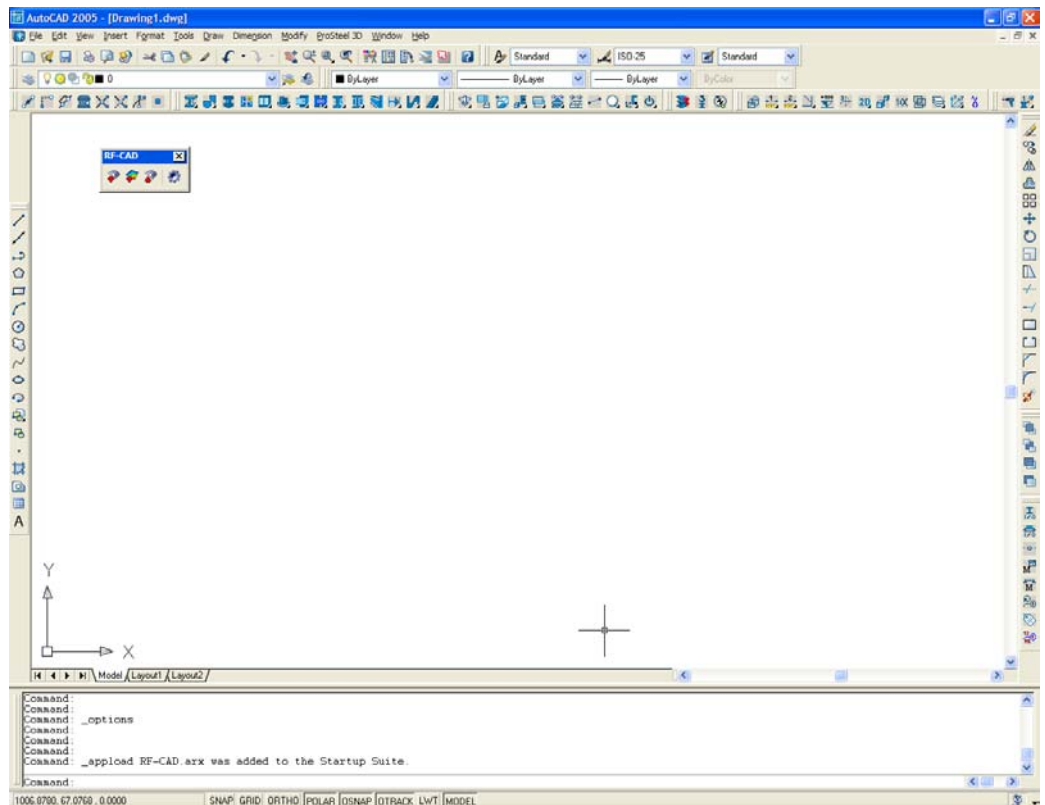 AutoCAD 2005 - [Drawing1.dwg]
File Edit View Insert Format Tools Draw Dimension Modify ProSteel 3D Window Help
Standard ISO-25 Standard
0 ByLayer ByLayer ByLayer ByColor
RF-CAD
Y
X
A
Model Layout1 Layout2
Command:
Command:
Command: _options
Command:
Command:
Command:
Command: _appload RF-CAD.arx was added to the Startup Suite.
Command:
1006.0700, 67.0760 , 0.0000 SNAP GRID ORTHO POLAR OSNAP OTRACK LWT MODEL